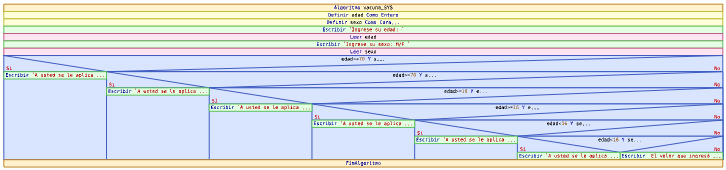 Algoritmo vacuna_SYS
Definir edad Como Entero
Definir sexo Como Cara...
Escribir 'Ingrese su edad: '
Leer edad
Escribir 'Ingrese su sexo: M/F '
Leer sexo
edad>=70 Y s...
Si No
Escribir 'A usted se le aplica ...
edad>=70 Y s...
Si No
Escribir 'A usted se le aplica ...
edad>=16 Y s...
Si No
Escribir 'A usted se le aplica ...
edad>=16 Y s...
Si No
Escribir 'A usted se le aplica ...
edad<16 Y se...
Si No
Escribir 'A usted se le aplica ...
edad<16 Y se...
Si No
Escribir 'A usted se le aplica ... Escribir 'El valor que ingresó ...
FinAlgoritmo